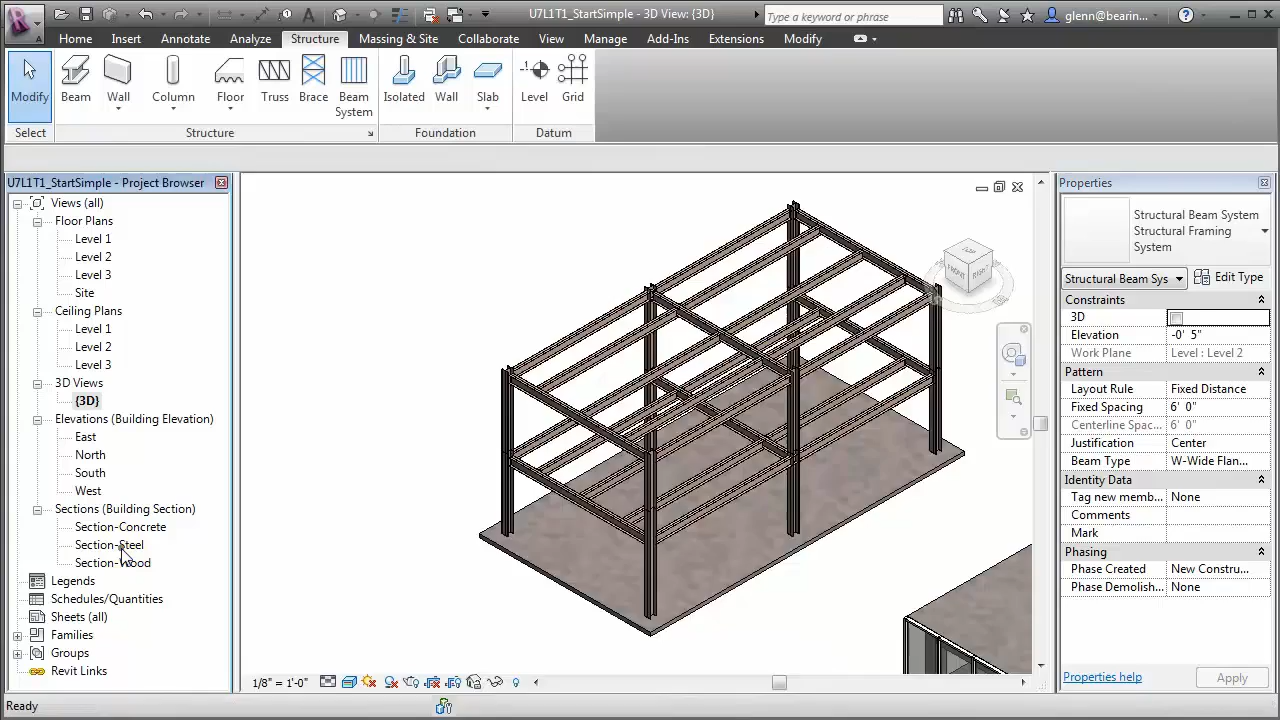 U7L1T1_StartSimple - 3D View: {3D}
Type a keyword or phrase
glenn@bearin...
Home Insert Annotate Analyze Structure Massing & Site Collaborate View Manage Add-Ins Extensions Modify
Modify Beam Wall Column Floor Truss Brace Beam System Isolated Wall Slab Level Grid
Select Structure Foundation Datum
U7L1T1_StartSimple - Project Browser
Views (all)
Floor Plans
Level 1
Level 2
Level 3
Site
Ceiling Plans
Level 1
Level 2
Level 3
3D Views
{3D}
Elevations (Building Elevation)
East
North
South
West
Sections (Building Section)
Section-Concrete
Section-Steel
Section-Wood
Legends
Schedules/Quantities
Sheets (all)
Families
Groups
Revit Links
1/8" = 1'-0"
Properties
Structural Beam System
Structural Framing
System
Structural Beam Sys Edit Type
Constraints
3D
Elevation -0' 5"
Work Plane Level : Level 2
Pattern
Layout Rule Fixed Distance
Fixed Spacing 6' 0"
Centerline Spac... 6' 0"
Justification Center
Beam Type W-Wide Flan...
Identity Data
Tag new memb... None
Comments
Mark
Phasing
Phase Created New Constru...
Phase Demolish... None
Properties help Apply
Ready